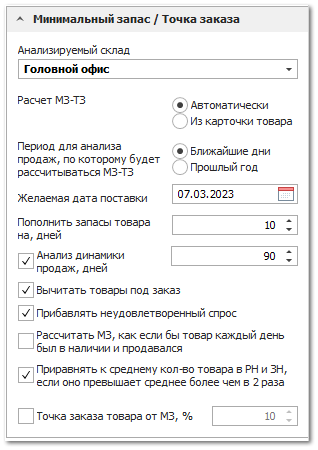 Минимальный запас / Точка заказа
Анализируемый склад
Головной офис
Расчет МЗ-ТЗ
Автоматически
Из карточки товара
Период для анализа
продаж, по которому будет
рассчитываться МЗ-ТЗ
Ближайшие дни
Прошлый год
Желаемая дата поставки
07.03.2023
Пополнить запасы товара
на, дней
10
Анализ динамики
продаж, дней
90
Вычитать товары под заказ
Прибавлять неудовлетворенный спрос
Рассчитать МЗ, как если бы товар каждый день
был в наличии и продавался
Приравнять к среднему кол-во товара в РН и ЗН,
если оно превышает среднее более чем в 2 раза
Точка заказа товара от МЗ, %
10